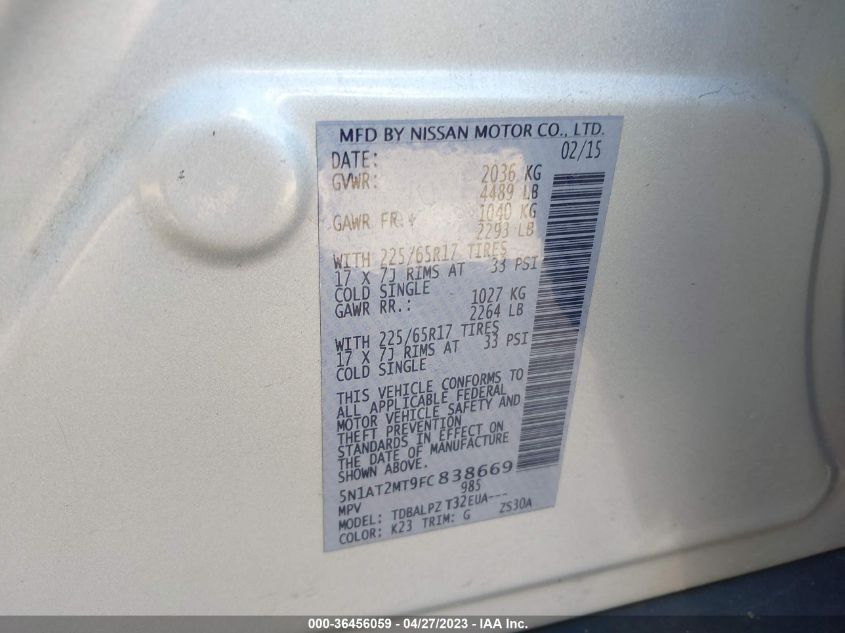 MFD BY NISSAN MOTOR CO., LTD.
DATE: 02/15
GVWR: 2036 KG
4489 LB
GAWR FR.: 1040 KG
2293 LB
WITH 225/65R17 TIRES
17 X 7J RIMS AT 33 PSI
COLD SINGLE
GAWR RR.: 1027 KG
2264 LB
WITH 225/65R17 TIRES
17 X 7J RIMS AT 33 PSI
COLD SINGLE
THIS VEHICLE CONFORMS TO
ALL APPLICABLE FEDERAL
MOTOR VEHICLE SAFETY AND
THEFT PREVENTION
STANDARDS IN EFFECT ON
THE DATE OF MANUFACTURE
SHOWN ABOVE.
5N1AT2MT9FC838669
MPV 985
MODEL: TDBALPZ T32EUA---
COLOR: K23 TRIM: G ZS30A
000-36456059 | 04/27/2023 | IAA, Inc.